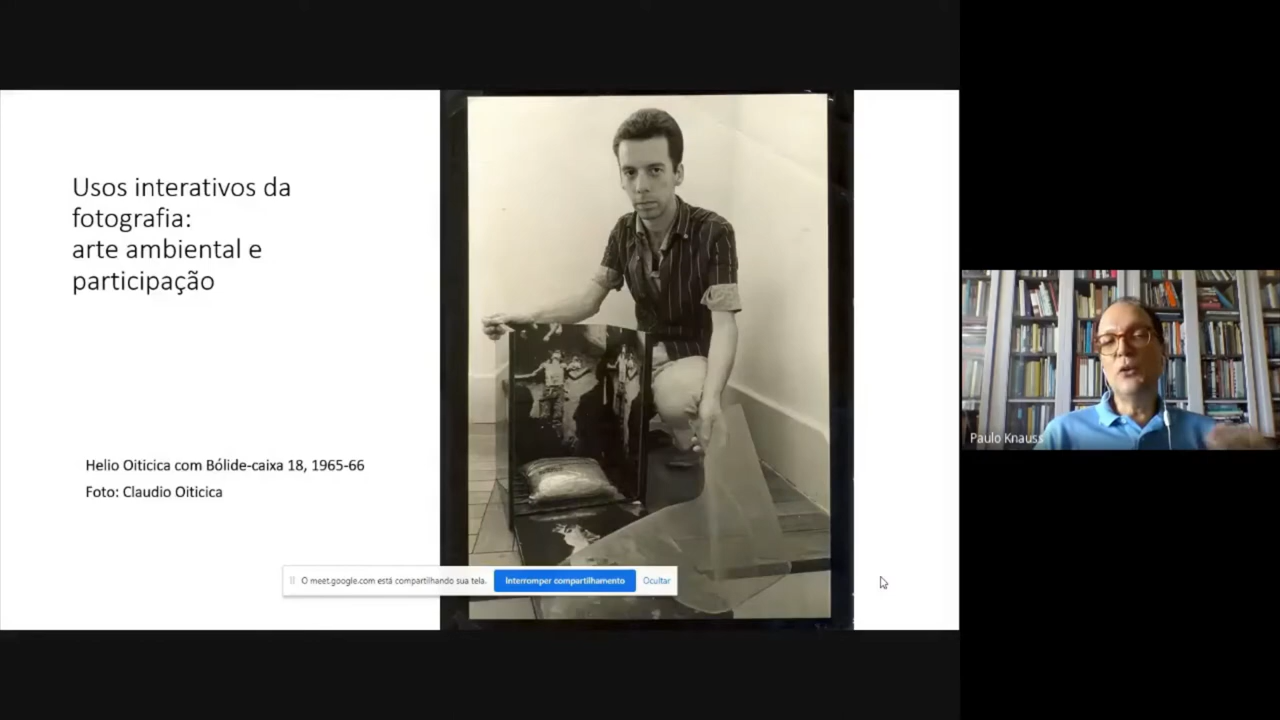 Usos interativos da
fotografia:
arte ambiental e
participação
Helio Oiticica com Bólide-caixa 18, 1965-66
Foto: Claudio Oiticica
O meet.google.com está compartilhando sua tela.
Interromper compartilhamento
Ocultar
Paulo Knauss